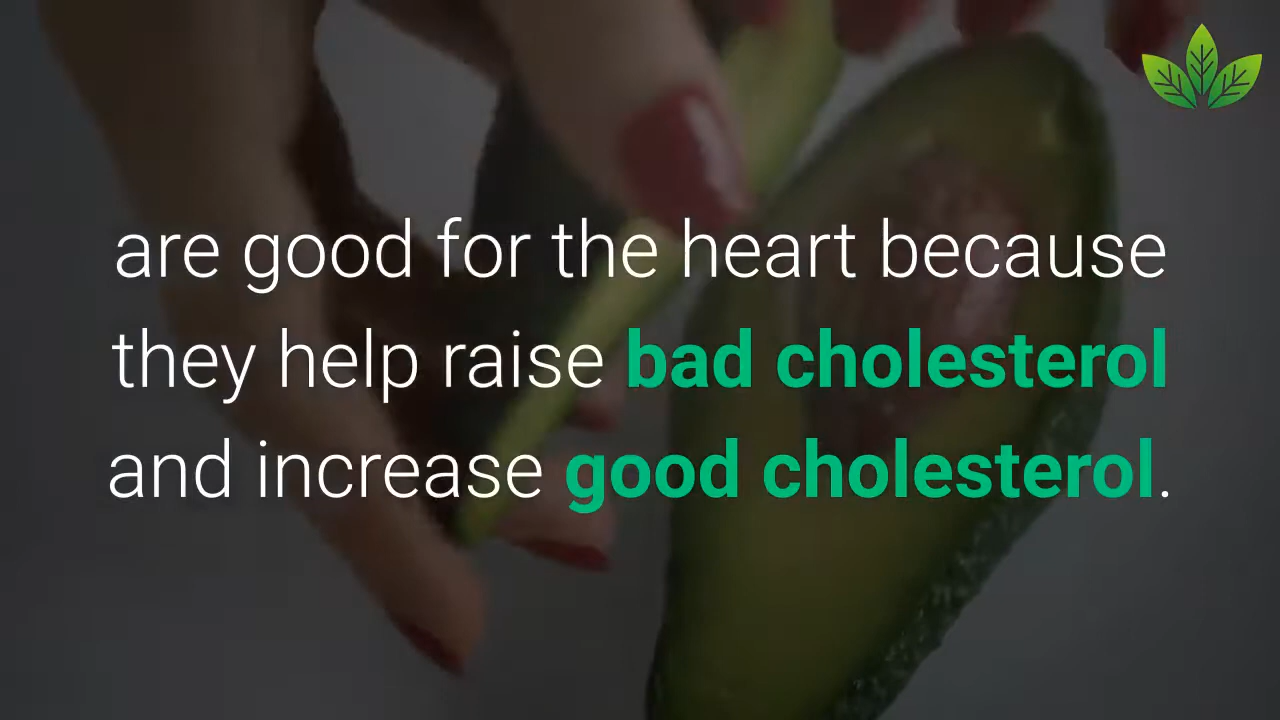 are good for the heart because
they help raise bad cholesterol
and increase good cholesterol.